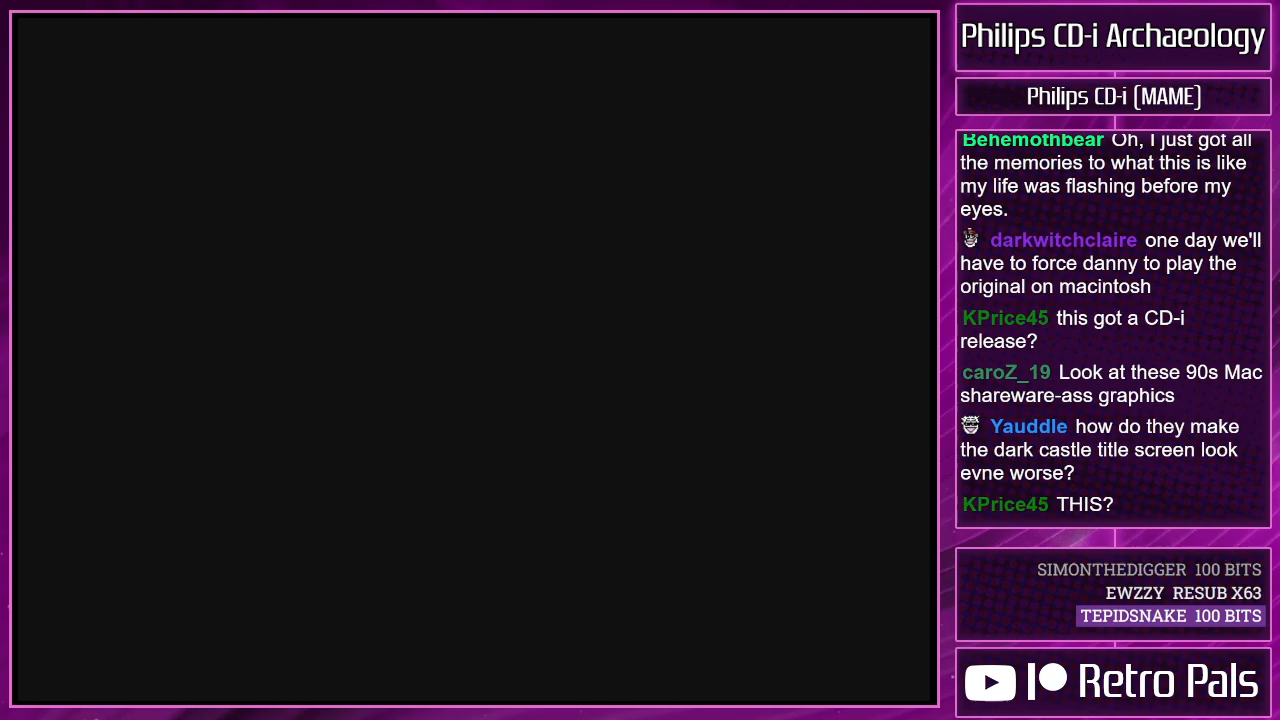 Philips CD-i Archaeology
Philips CD-i [MAME]
Behemothbear Oh, I just got all
the memories to what this is like
my life was flashing before my
eyes.
darkwitchclaire one day we'll
have to force danny to play the
original on macintosh
KPrice45 this got a CD-i
release?
caroZ_19 Look at these 90s Mac
shareware-ass graphics
Yauddle how do they make
the dark castle title screen look
evne worse?
KPrice45 THIS?
SIMONTHEDIGGER 100 BITS
EWZZY RESUB X63
TEPIDSNAKE 100 BITS
Retro Pals